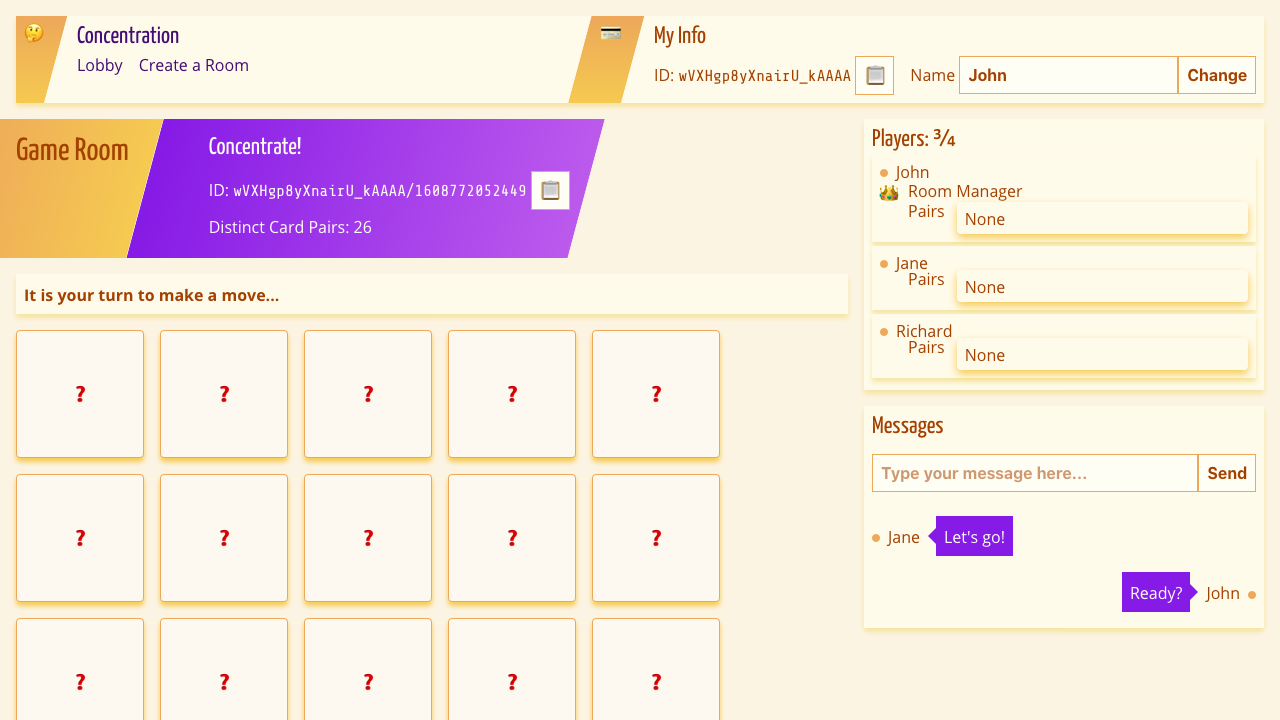 Concentration
Lobby Create a Room
My Info
ID: wVXHgp8yXnairU_kAAAA Name John Change
Game Room
Concentrate!
ID: wVXHgp8yXnairU_kAAAA/1608772052449
Distinct Card Pairs: 26
It is your turn to make a move...
? ? ? ? ?
? ? ? ? ?
? ? ? ? ?
Players: ¾
John
Room Manager
Pairs None
Jane
Pairs None
Richard
Pairs None
Messages
Type your message here... Send
Jane Let's go!
Ready? John